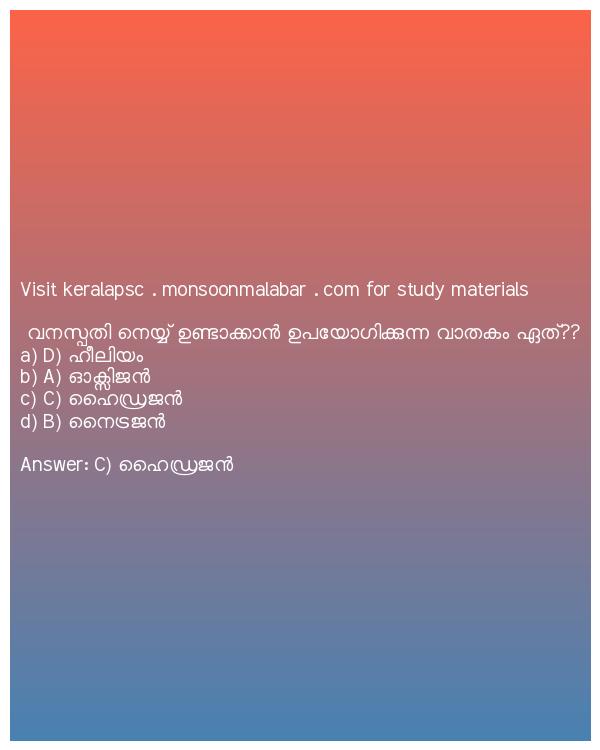 Visit keralapsc . monsoonmalabar . com for study materials
വനസ്പതി നെയ്യ് ഉണ്ടാക്കാൻ ഉപയോഗിക്കുന്ന വാതകം ഏത്??
a) D) ഹീലിയം
b) A) ഓക്സിജൻ
c) C) ഹൈഡ്രജൻ
d) B) നൈട്രജൻ
Answer: C) ഹൈഡ്രജൻ